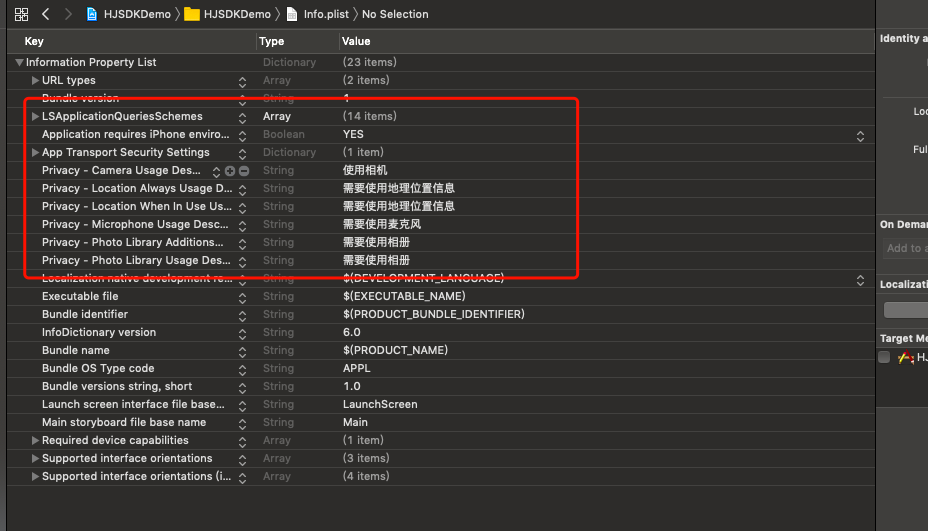 HJSDKDemo HJSDKDemo Info.plist No Selection
Key Type Value
Information Property List Dictionary (23 items)
URL types Array (2 items)
Bundle version String 1
LSApplicationQueriesSchemes Array (14 items)
Application requires iPhone enviro... Boolean YES
App Transport Security Settings Dictionary (1 item)
Privacy - Camera Usage Des... String 使用相机
Privacy - Location Always Usage D... String 需要使用地理位置信息
Privacy - Location When In Use Us... String 需要使用地理位置信息
Privacy - Microphone Usage Desc... String 需要使用麦克风
Privacy - Photo Library Additions... String 需要使用相册
Privacy - Photo Library Usage Des... String 需要使用相册
Localization native development re... String $(DEVELOPMENT_LANGUAGE)
Executable file String $(EXECUTABLE_NAME)
Bundle identifier String $(PRODUCT_BUNDLE_IDENTIFIER)
InfoDictionary version String 6.0
Bundle name String $(PRODUCT_NAME)
Bundle OS Type code String APPL
Bundle versions string, short String 1.0
Launch screen interface file base... String LaunchScreen
Main storyboard file base name String Main
Required device capabilities Array (1 item)
Supported interface orientations Array (3 items)
Supported interface orientations (i... Array (4 items)
Identity a
Loc
Ful
On Demar
Add to a
Localizati
Target Me
HJ